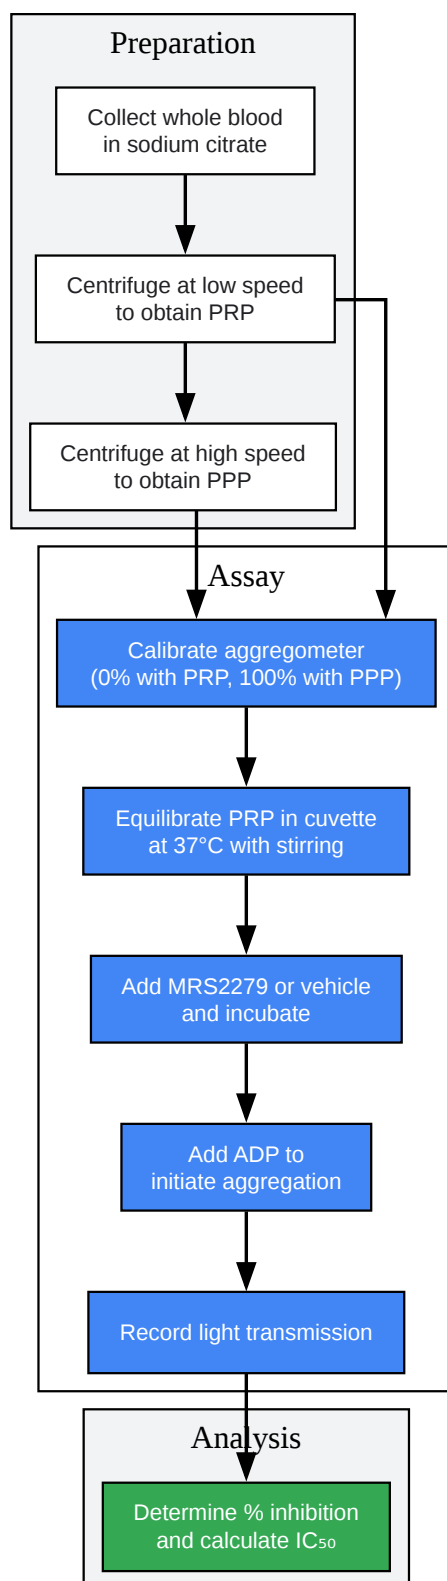 Preparation
Collect whole blood
in sodium citrate
Centrifuge at low speed
to obtain PRP
Centrifuge at high speed
to obtain PPP
Assay
Calibrate aggregometer
(0% with PRP, 100% with PPP)
Equilibrate PRP in cuvette
at 37°C with stirring
Add MRS2279 or vehicle
and incubate
Add ADP to
initiate aggregation
Record light transmission
Analysis
Determine % inhibition
and calculate IC₅₀